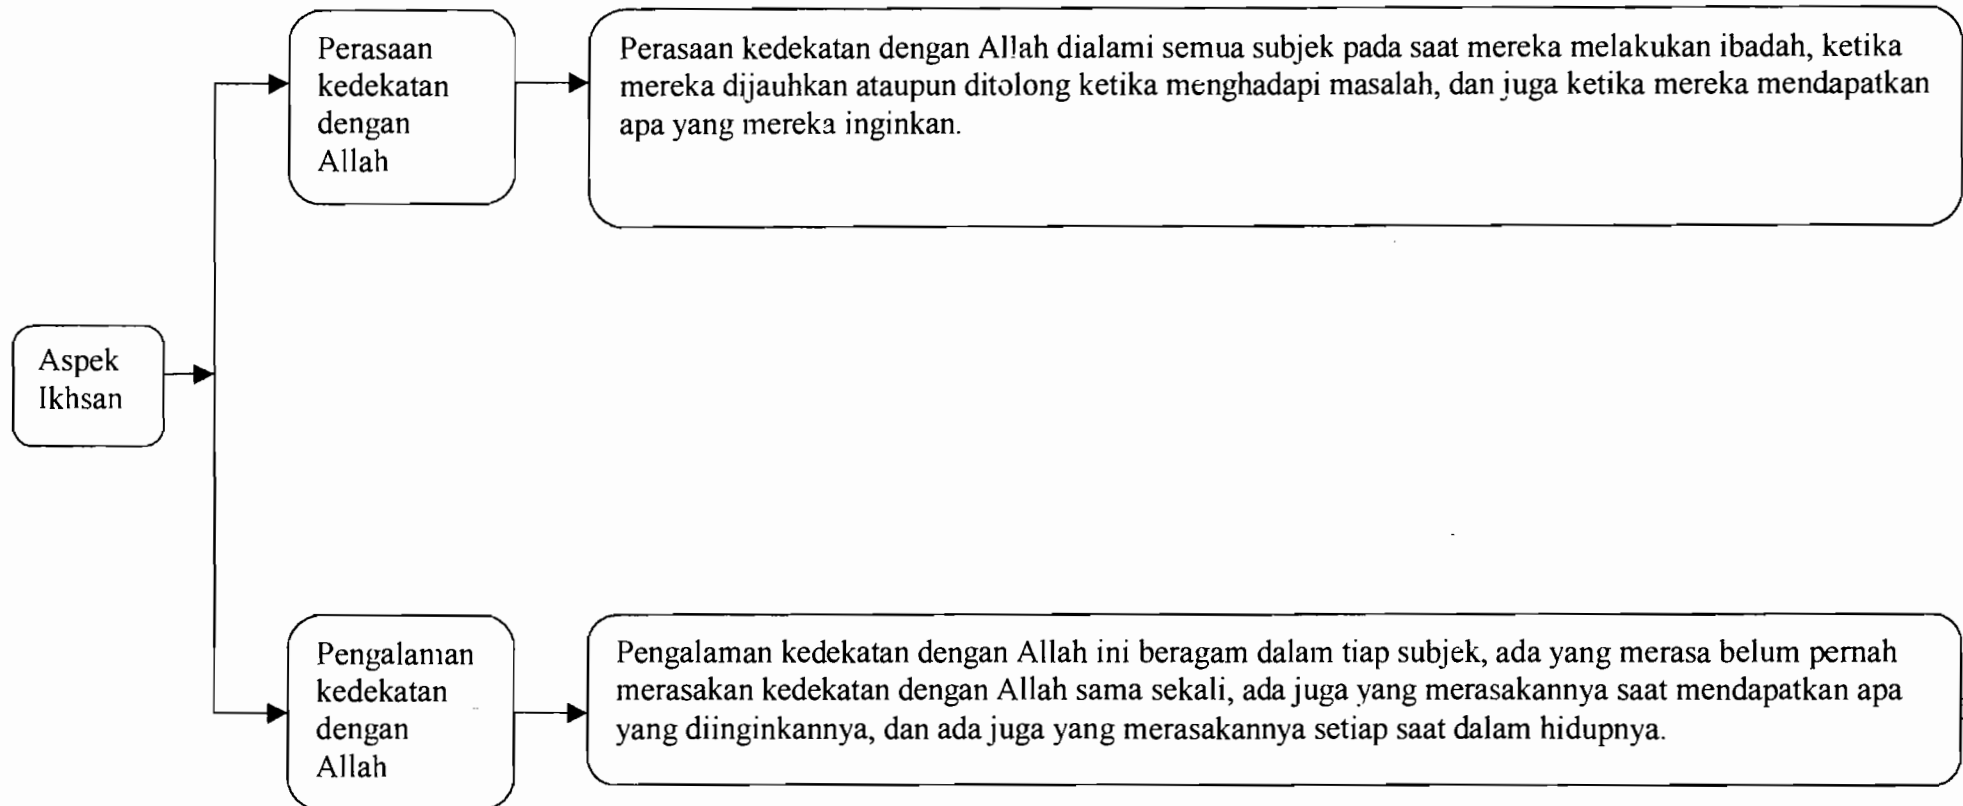 Perasaan
kedekatan
dengan
Allah
Perasaan kedekatan dengan Allah dialami semua subjek pada saat mereka melakukan ibadah, ketika
mereka dijauhkan ataupun ditolong ketika menghadapi masalah, dan juga ketika mereka mendapatkan
apa yang mereka inginkan.
Aspek
Ikhsan
Pengalaman
kedekatan
dengan
Allah
Pengalaman kedekatan dengan Allah ini beragam dalam tiap subjek, ada yang merasa belum pernah
merasakan kedekatan dengan Allah sama sekali, ada juga yang merasakannya saat mendapatkan apa
yang diinginkannya, dan ada juga yang merasakannya setiap saat dalam hidupnya.